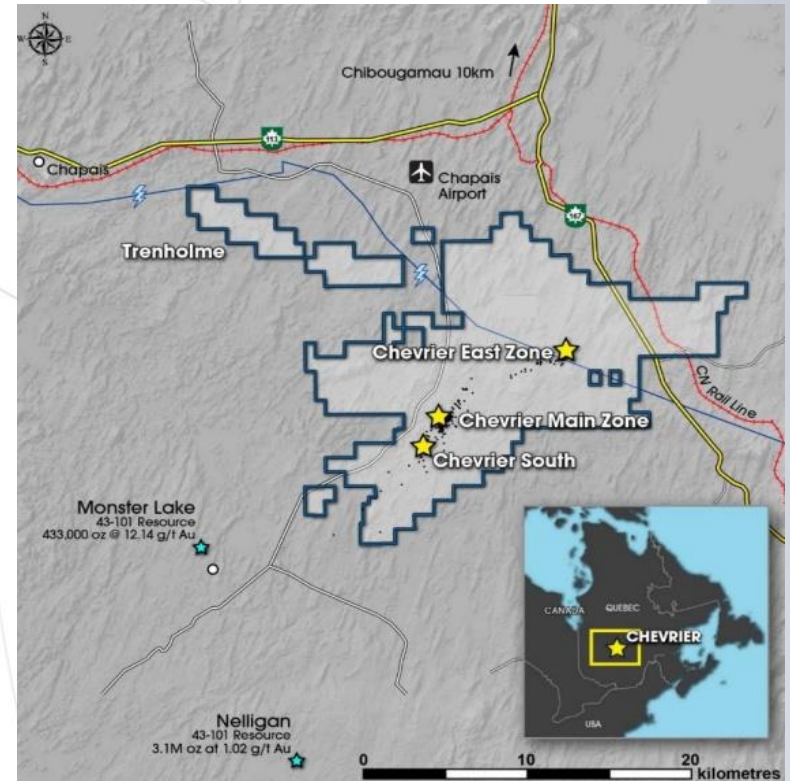 N
W
E
S
Chibougamau 10km
113
Chapais
Chapais
Airport
167
Trenholme
Chevrier East Zone
CN Rail Line
Chevrier Main Zone
Chevrier South
Monster Lake
43-101 Resource
433,000 oz @ 12.14 g/t Au
CANADA
QUEBEC
CHEVRIER
USA
Nelligan
43-101 Resource
3.1M oz at 1.02 g/t Au
0
10
20
kilometres